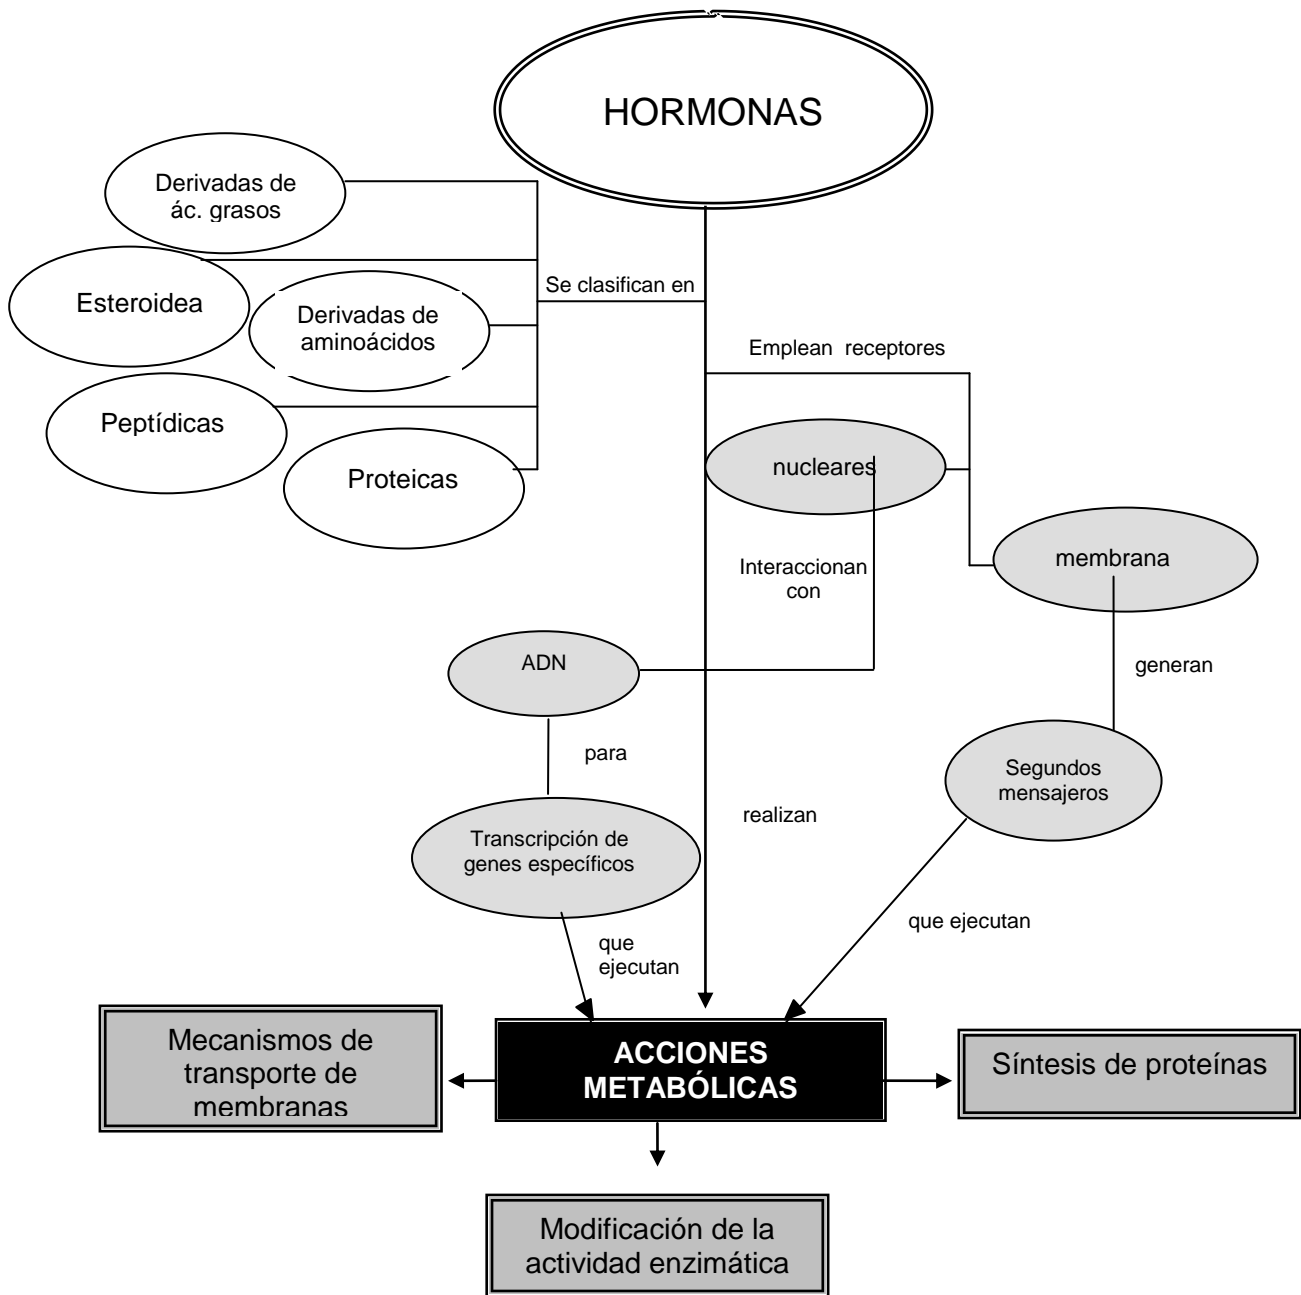 HORMONAS
Derivadas de
ác. grasos
Se clasifican en
Esteroidea
Derivadas de
aminoácidos
Emplean receptores
Peptídicas
Proteicas
nucleares
membrana
Interaccionan
con
ADN
generan
para
Segundos
mensajeros
realizan
Transcripción de
genes específicos
que ejecutan
que
ejecutan
Mecanismos de
transporte de
membranas
ACCIONES
METABÓLICAS
Síntesis de proteínas
Modificación de la
actividad enzimática